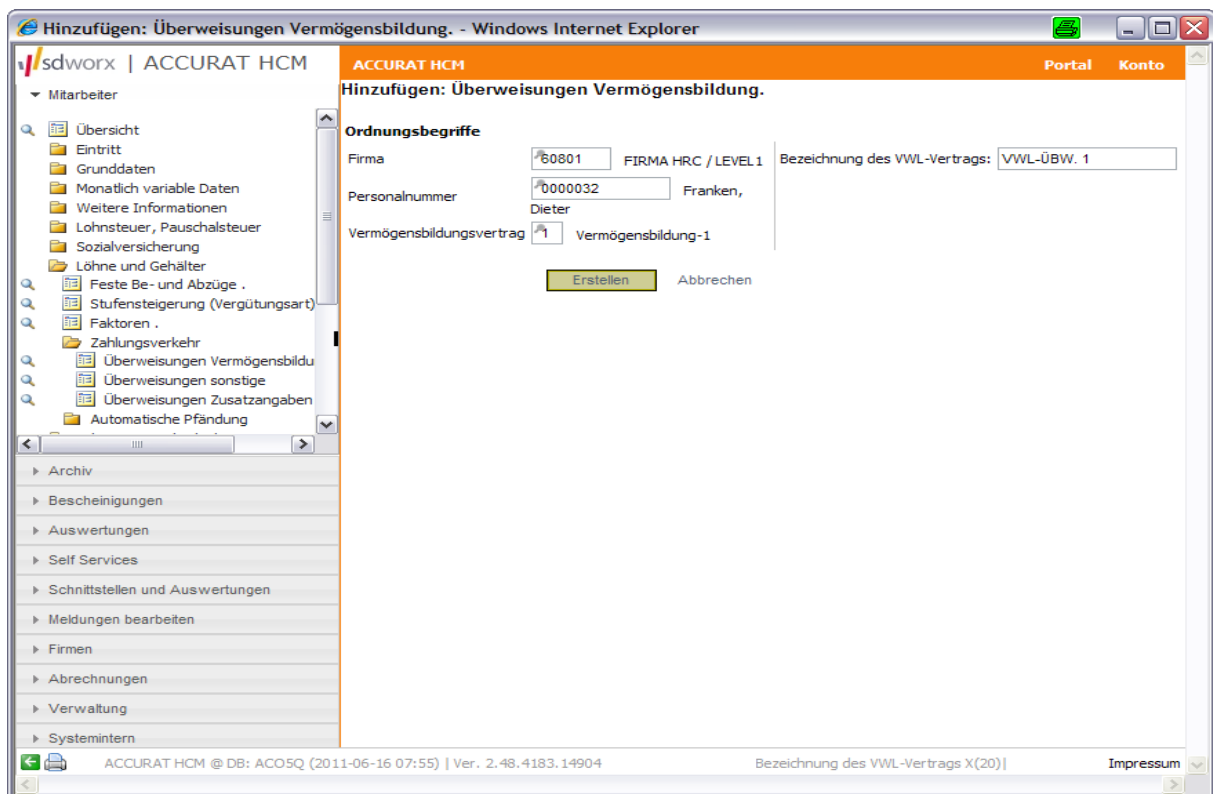 Hinzufügen: Überweisungen Vermögensbildung. - Windows Internet Explorer
sdworx | ACCURAT HCM
ACCURAT HCM
Portal
Konto
Mitarbeiter
Übersicht
Eintritt
Grunddaten
Monatlich variable Daten
Weitere Informationen
Lohnsteuer, Pauschalsteuer
Sozialversicherung
Löhne und Gehälter
Feste Be- und Abzüge .
Stufensteigerung (Vergütungsart)
Faktoren .
Zahlungsverkehr
Überweisungen Vermögensbildu
Überweisungen sonstige
Überweisungen Zusatzangaben
Automatische Pfändung
Archiv
Bescheinigungen
Auswertungen
Self Services
Schnittstellen und Auswertungen
Meldungen bearbeiten
Firmen
Abrechnungen
Verwaltung
Systemintern
Hinzufügen: Überweisungen Vermögensbildung.
Ordnungsbegriffe
Firma 60801 FIRMA HRC / LEVEL1
Bezeichnung des VWL-Vertrags: VWL-ÜBW. 1
Personalnummer 0000032 Franken,
Dieter
Vermögensbildungsvertrag 1 Vermögensbildung-1
Erstellen Abbrechen
ACCURAT HCM @ DB: ACO5Q (2011-06-16 07:55) | Ver. 2.48.4183.14904
Bezeichnung des VWL-Vertrags X(20)|
Impressum